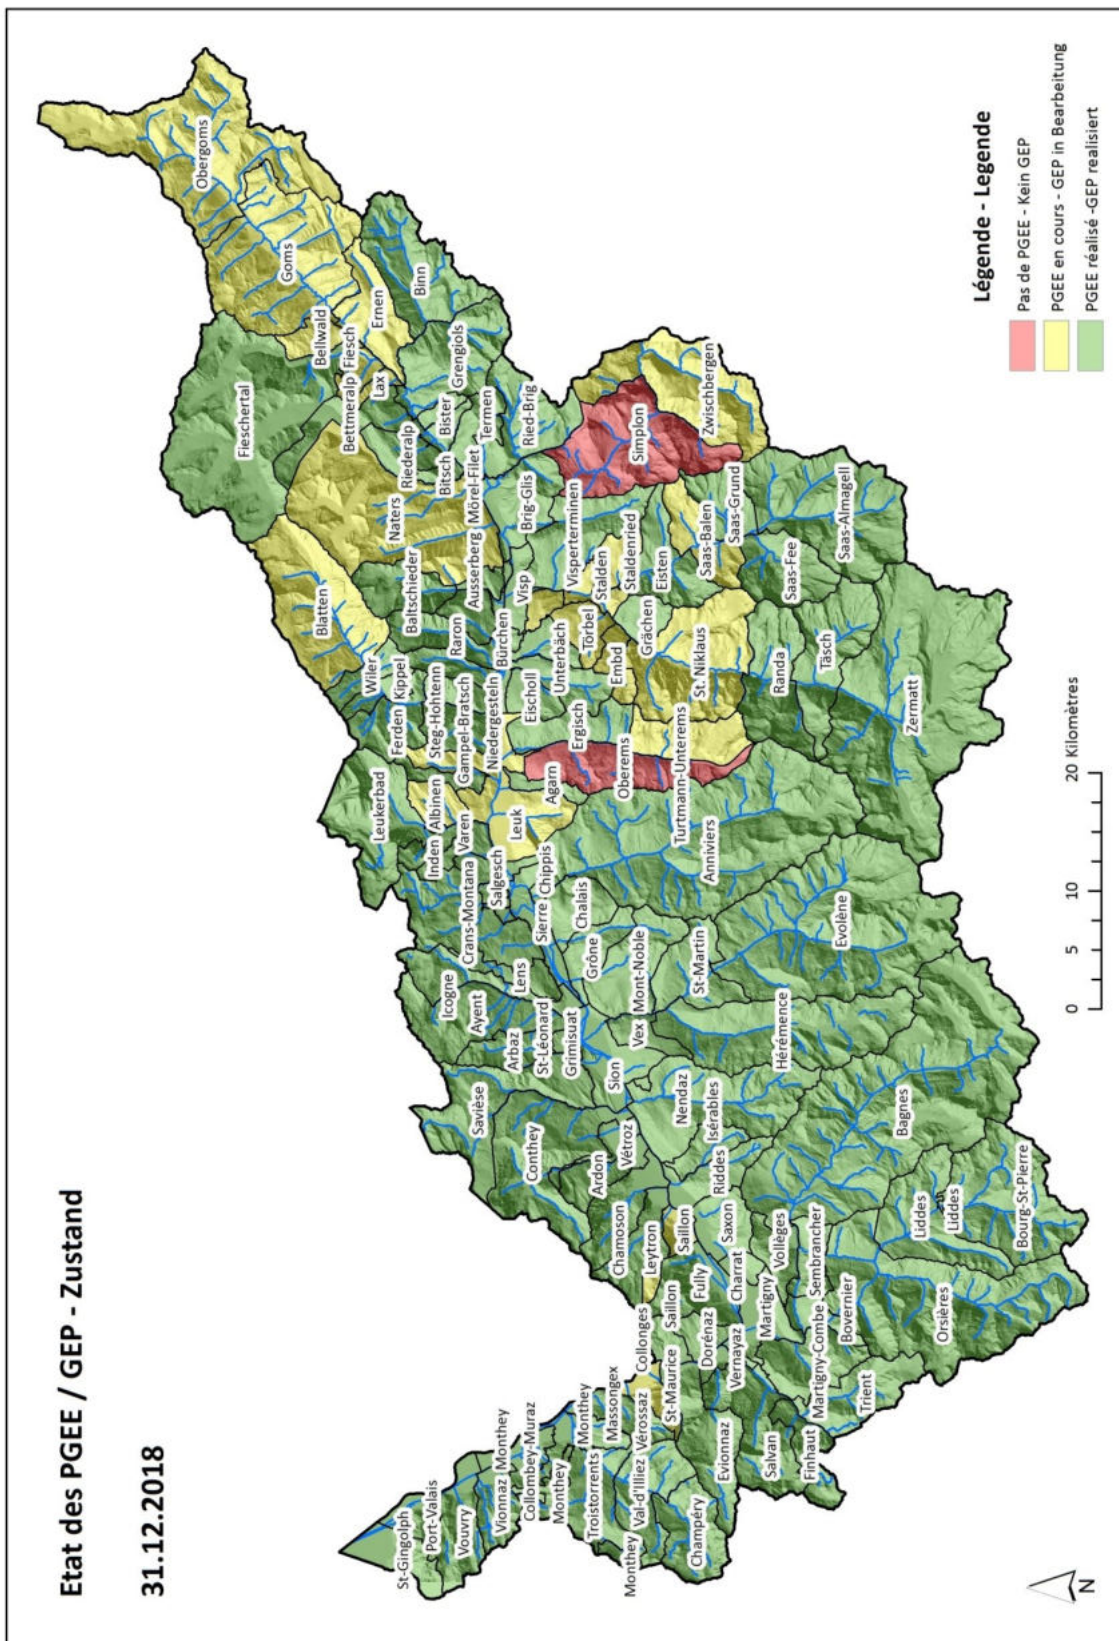 Etat des PGEE / GEP - Zustand
31.12.2018
Obergoms
Goms
Bellwald
Fieschertal
Fiesch
Ernen
Binn
Bettmeralp
Lax
Grengiols
Riederalp
Bister
Termen
Bitsch
Mörel-Filet
Ried-Brig
Naters
Brig-Glis
Simplon
Zwischbergen
Blatten
Baltschieder
Ausserberg
Visp
Visperterminen
Stalden
Staldenried
Eisten
Saas-Balen
Saas-Grund
Saas-Almagell
Saas-Fee
Wiler
Kippel
Raron
Bürchen
Unterbäch
Törbel
Embd
Grächen
St. Niklaus
Randa
Täsch
Zermatt
Ferden
Steg-Hohtenn
Gampel-Bratsch
Niedergesteln
Eischoll
Ergisch
Oberems
Turtmann-Unterems
Leukerbad
Albinen
Inden
Varen
Leuk
Agarn
Salgesch
Crans-Montana
Sierre
Chippis
Chalais
Anniviers
Icogne
Ayent
Lens
Arbaz
St-Léonard
Grimisuat
Grône
Mont-Noble
St-Martin
Evolène
Vex
Hérémence
Savièse
Sion
Conthey
Nendaz
Vétroz
Isérables
Ardon
Riddes
Bagnes
Chamoson
Leytron
Saillon
Saxon
Vollèges
Liddes
Liddes
Bourg-St-Pierre
Saillon
Fully
Charrat
Sembrancher
Orsières
Collonges
Dorénaz
Martigny
Bovernier
Vernayaz
Martigny-Combe
Trient
St-Maurice
Evionnaz
Salvan
Finhaut
Massongex
Vérossaz
Monthey
Monthey
Collombey-Muraz
Monthey
Troistorrents
Val-d'Illiez
Monthey
Champéry
Vionnaz
Vouvry
Port-Valais
St-Gingolph
Légende - Legende
Pas de PGEE - Kein GEP
PGEE en cours - GEP in Bearbeitung
PGEE réalisé -GEP realisiert
0 5 10 20 Kilomètres
N